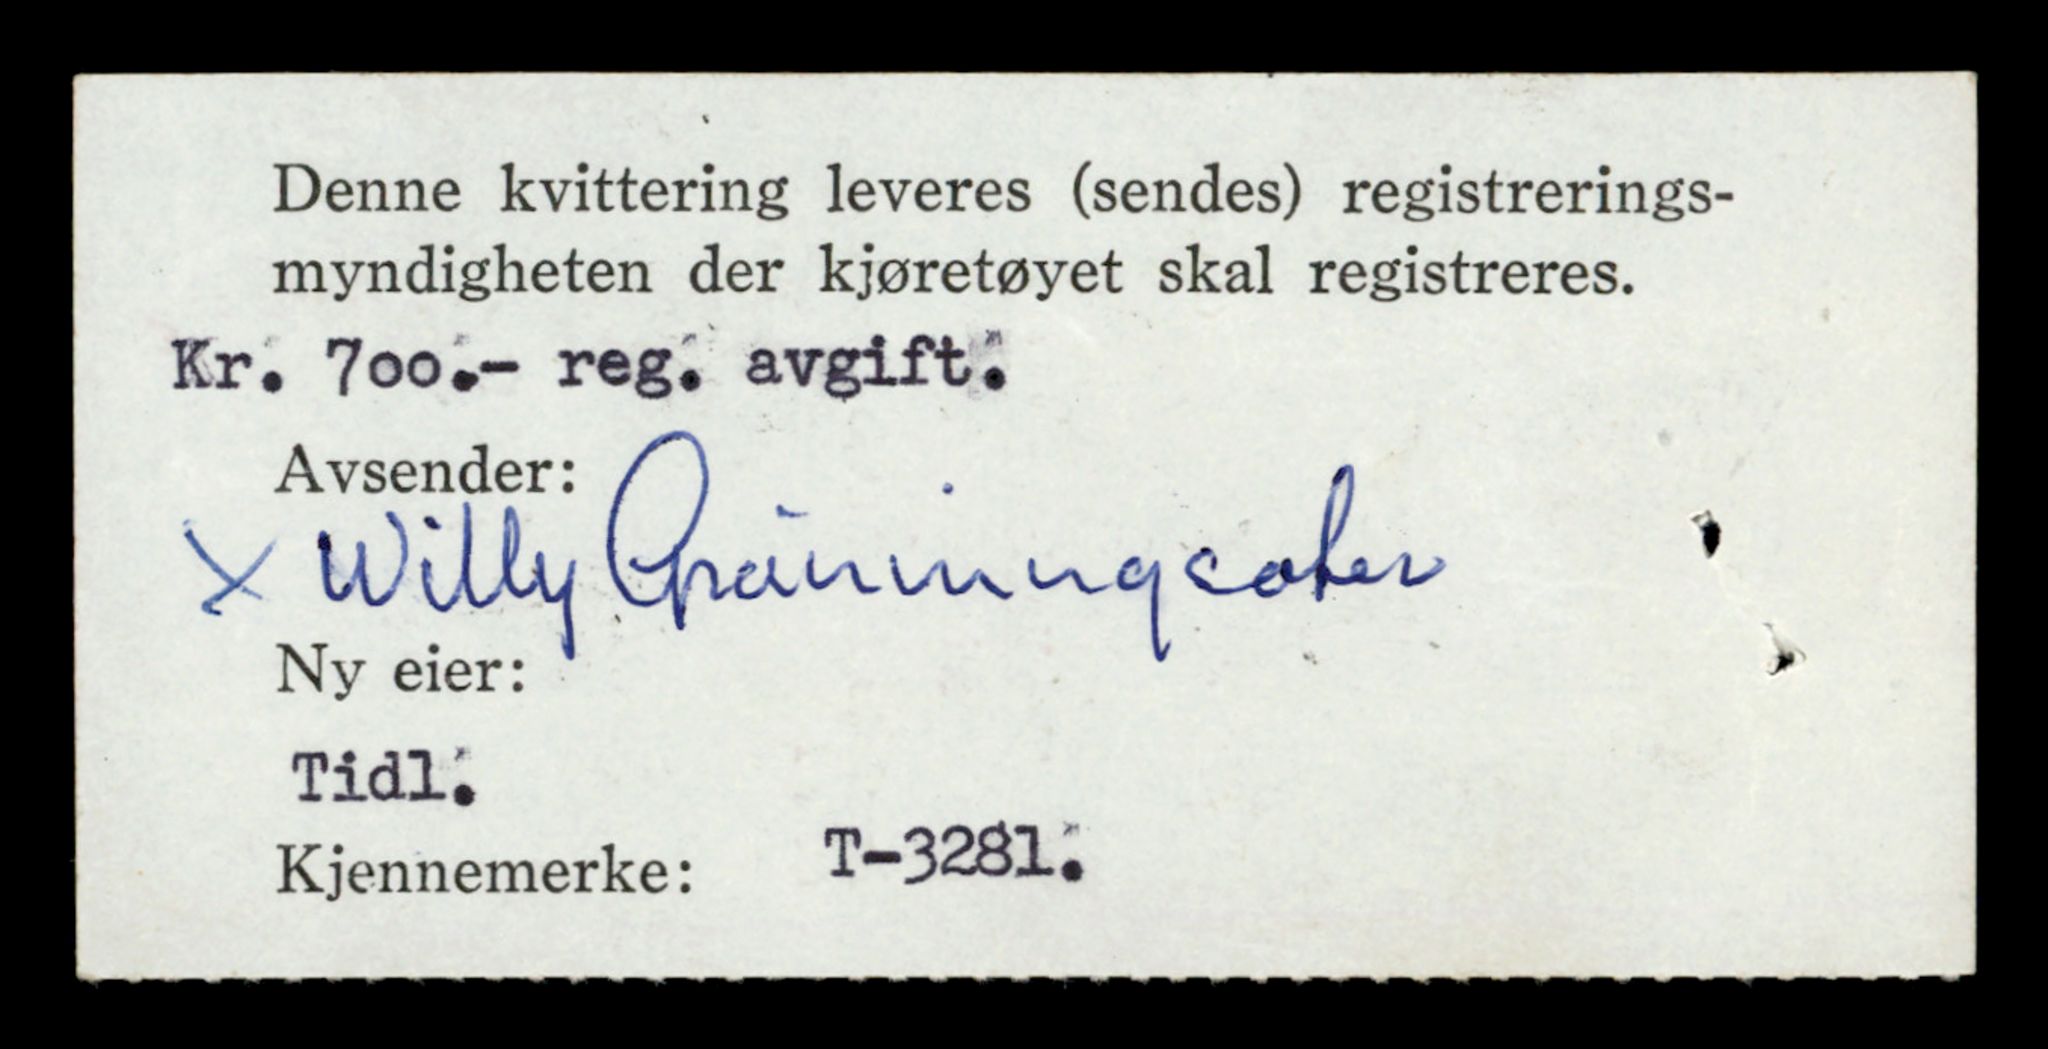 Denne kvittering leveres (sendes) registrerings-
myndigheten der kjøretøyet skal registreres.
Kr. 700.- reg. avgift.
Avsender:
x Willy
Ny eier:
Tidl.
Kjennemerke: T-3281.